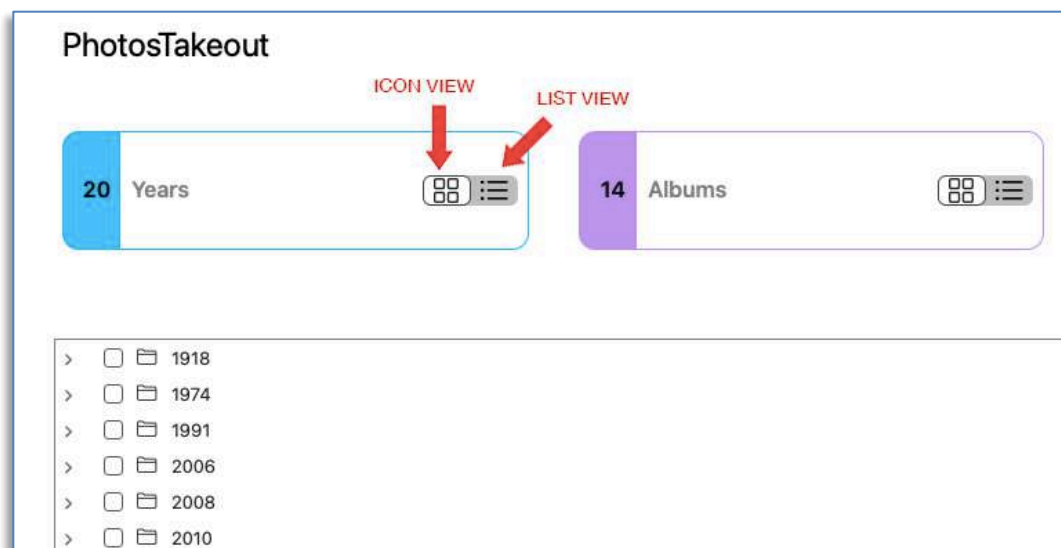 PhotosTakeout
ICON VIEW
LIST VIEW
20 Years
14 Albums
1918
1974
1991
2006
2008
2010